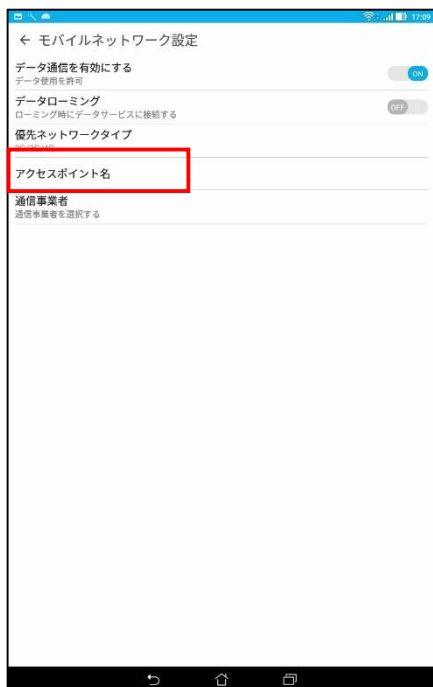 17:09
← モバイルネットワーク設定
データ通信を有効にする
データ使用を許可
ON
データローミング
ローミング時にデータサービスに接続する
OFF
優先ネットワークタイプ
2G/3G/4G
アクセスポイント名
通信事業者
通信事業者を選択する